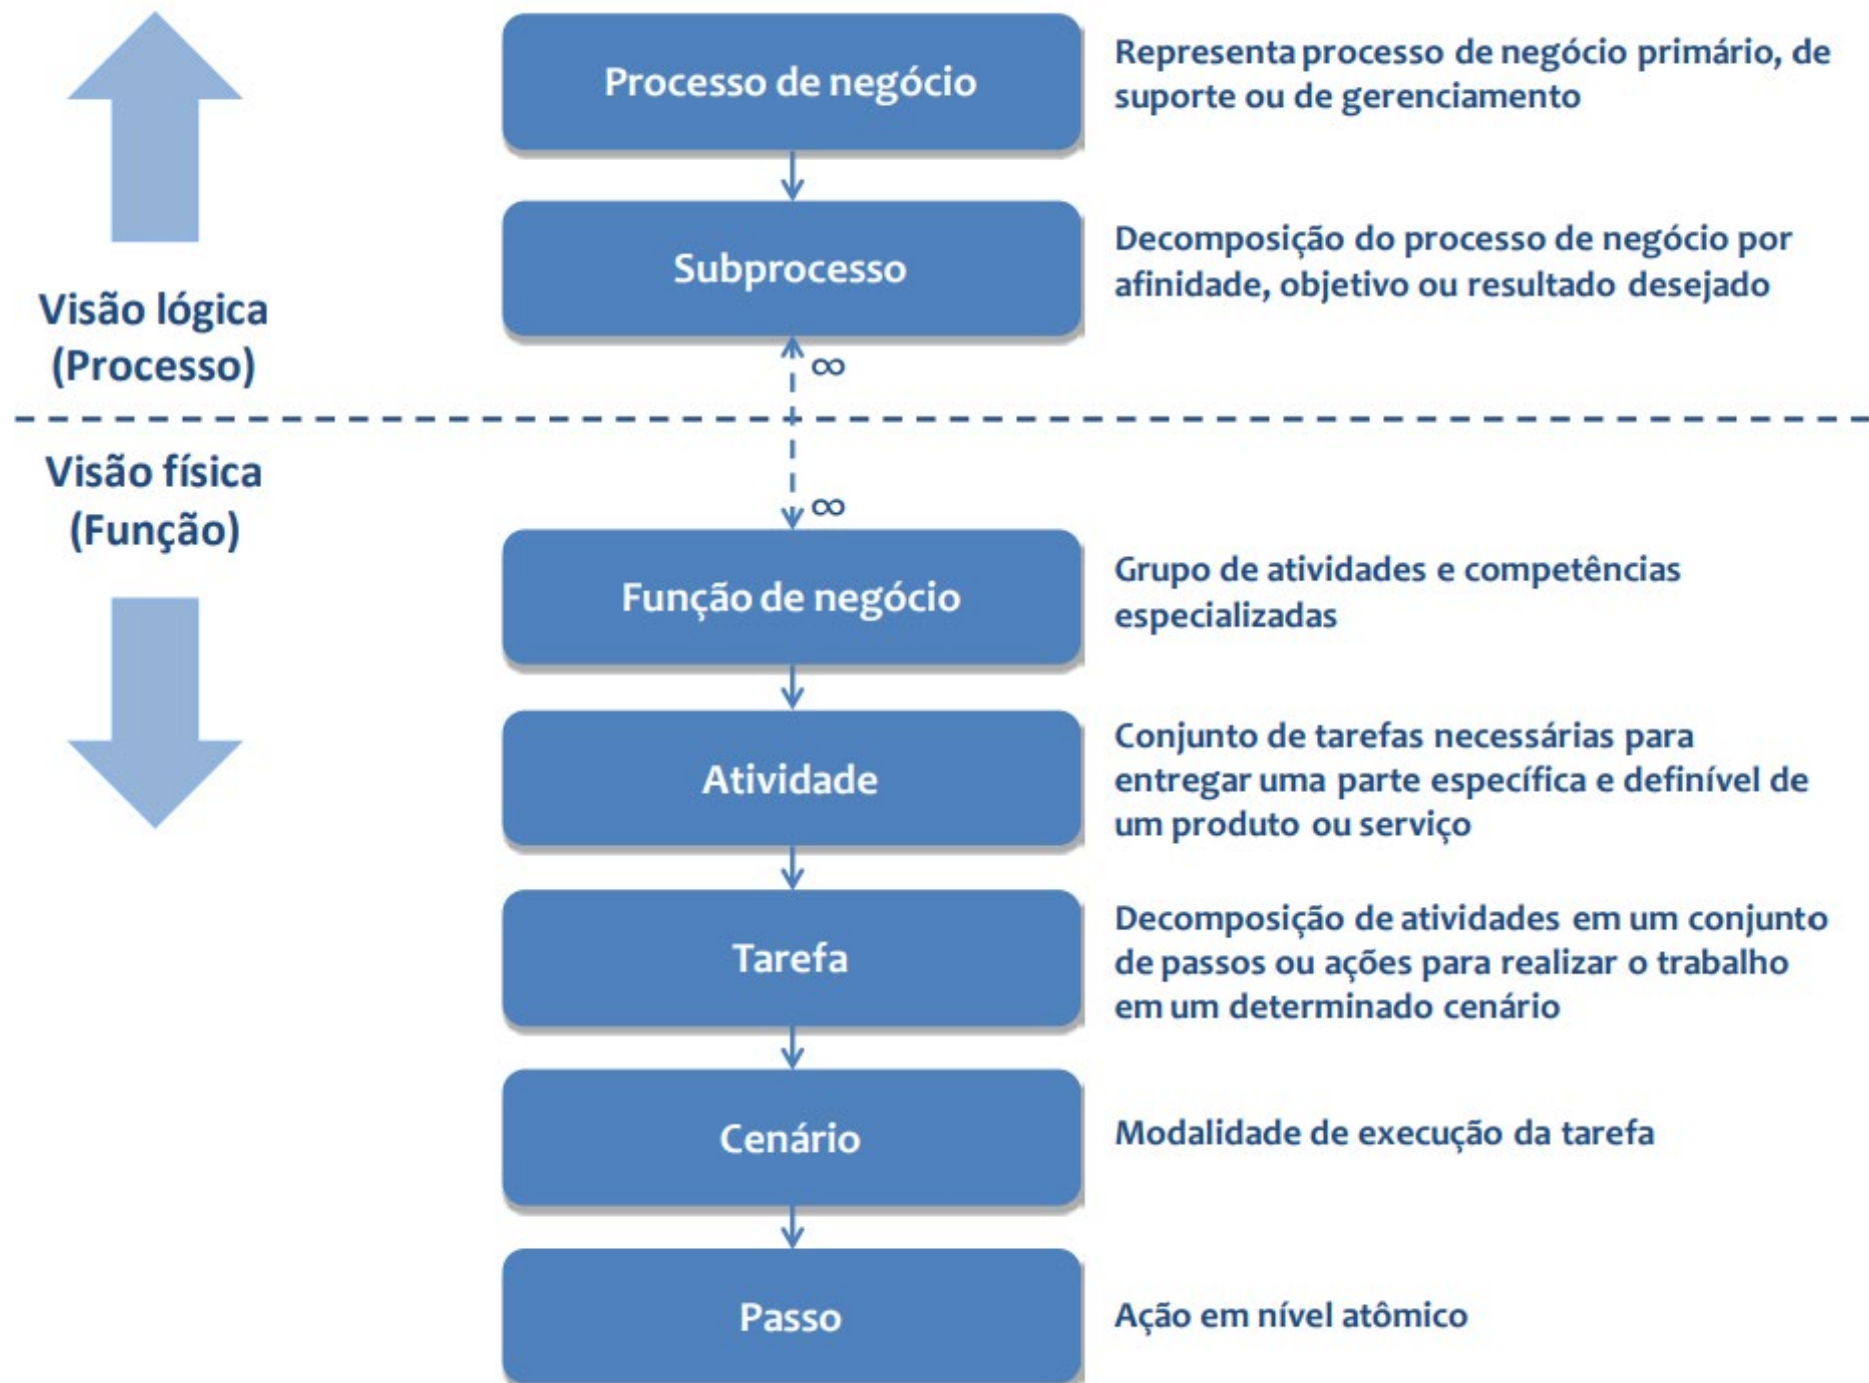 Processo de negócio
Representa processo de negócio primário, de
suporte ou de gerenciamento
Subprocesso
Decomposição do processo de negócio por
afinidade, objetivo ou resultado desejado
Visão lógica
(Processo)
∞
Visão física
(Função)
∞
Função de negócio
Grupo de atividades e competências
especializadas
Atividade
Conjunto de tarefas necessárias para
entregar uma parte específica e definível de
um produto ou serviço
Tarefa
Decomposição de atividades em um conjunto
de passos ou ações para realizar o trabalho
em um determinado cenário
Cenário
Modalidade de execução da tarefa
Passo
Ação em nível atômico